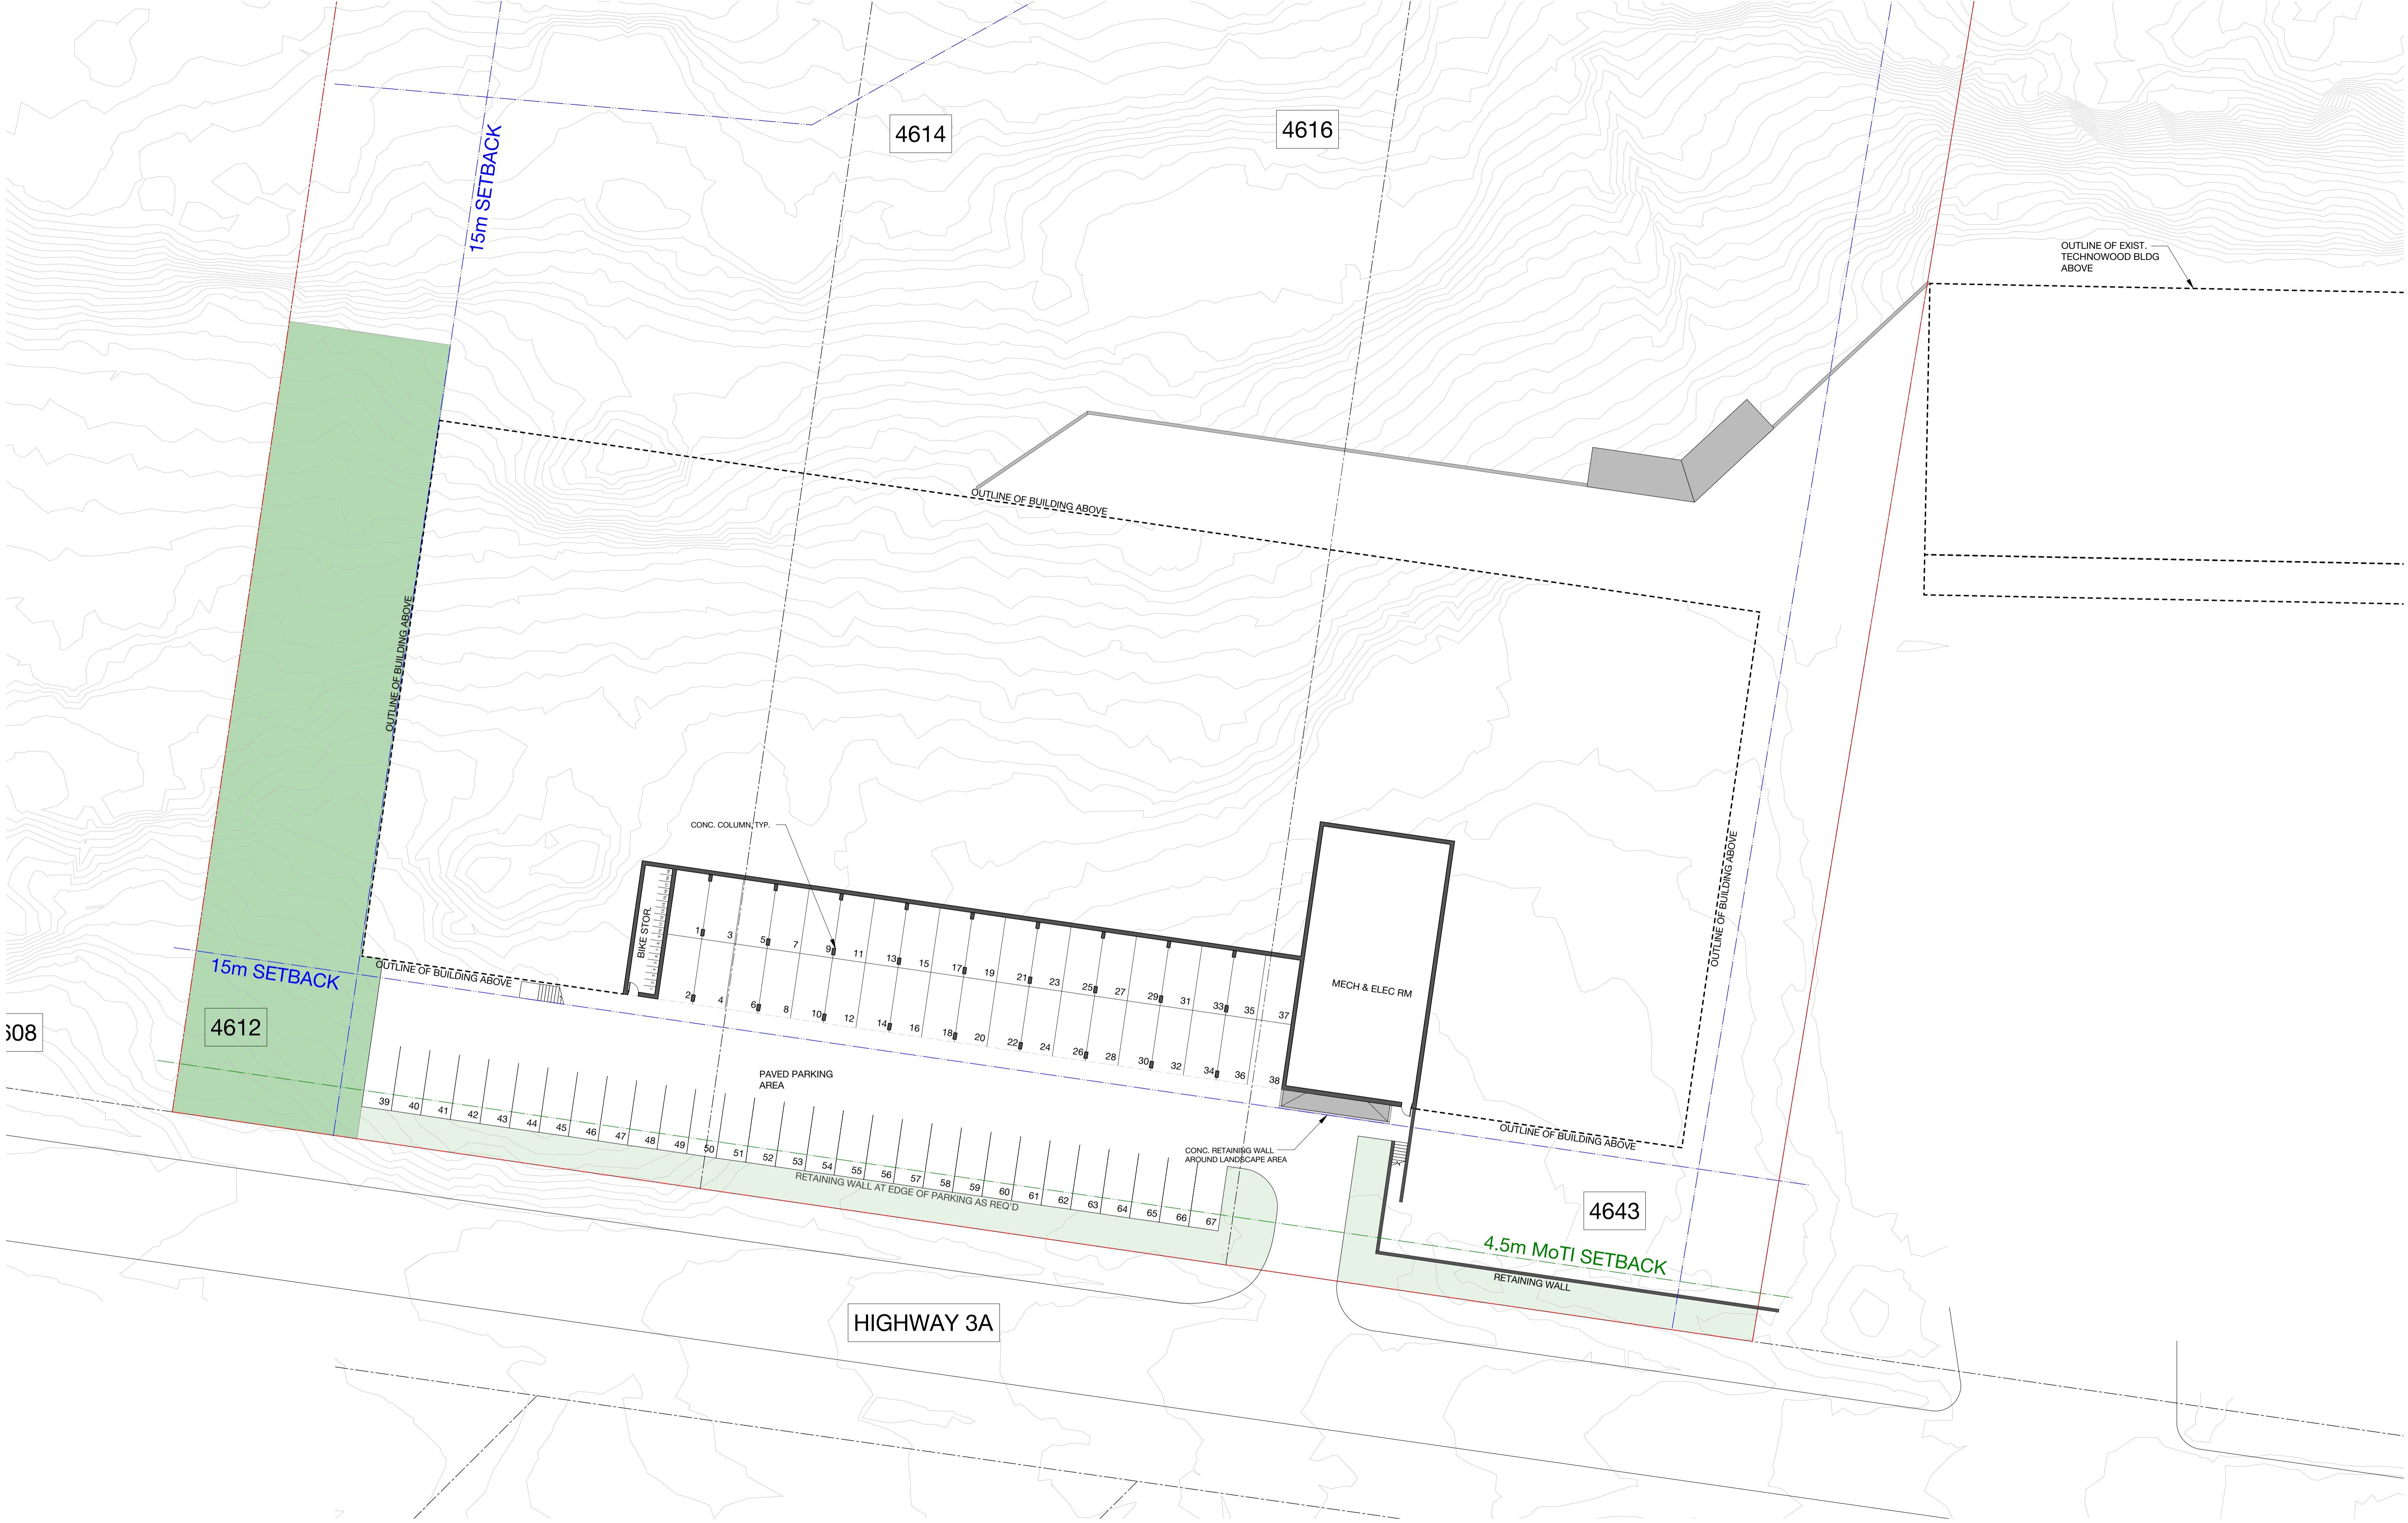 4614
4616
15m SETBACK
OUTLINE OF EXIST.
TECHNOWOOD BLDG
ABOVE
OUTLINE OF BUILDING ABOVE
OUTLINE OF BUILDING ABOVE
CONC. COLUMN, TYP.
OUTLINE OF BUILDING ABOVE
BIKE STOR.
1 3 5 7 9 11 13 15 17 19 21 23 25 27 29 31 33 35 37
2 4 6 8 10 12 14 16 18 20 22 24 26 28 30 32 34 36 38
MECH & ELEC RM
OUTLINE OF BUILDING ABOVE
15m SETBACK
4612
608
PAVED PARKING
AREA
39 40 41 42 43 44 45 46 47 48 49 50 51 52 53 54 55 56 57 58 59 60 61 62 63 64 65 66 67
CONC. RETAINING WALL
AROUND LANDSCAPE AREA
OUTLINE OF BUILDING ABOVE
RETAINING WALL AT EDGE OF PARKING AS REQ'D
4643
4.5m MoTI SETBACK
RETAINING WALL
HIGHWAY 3A